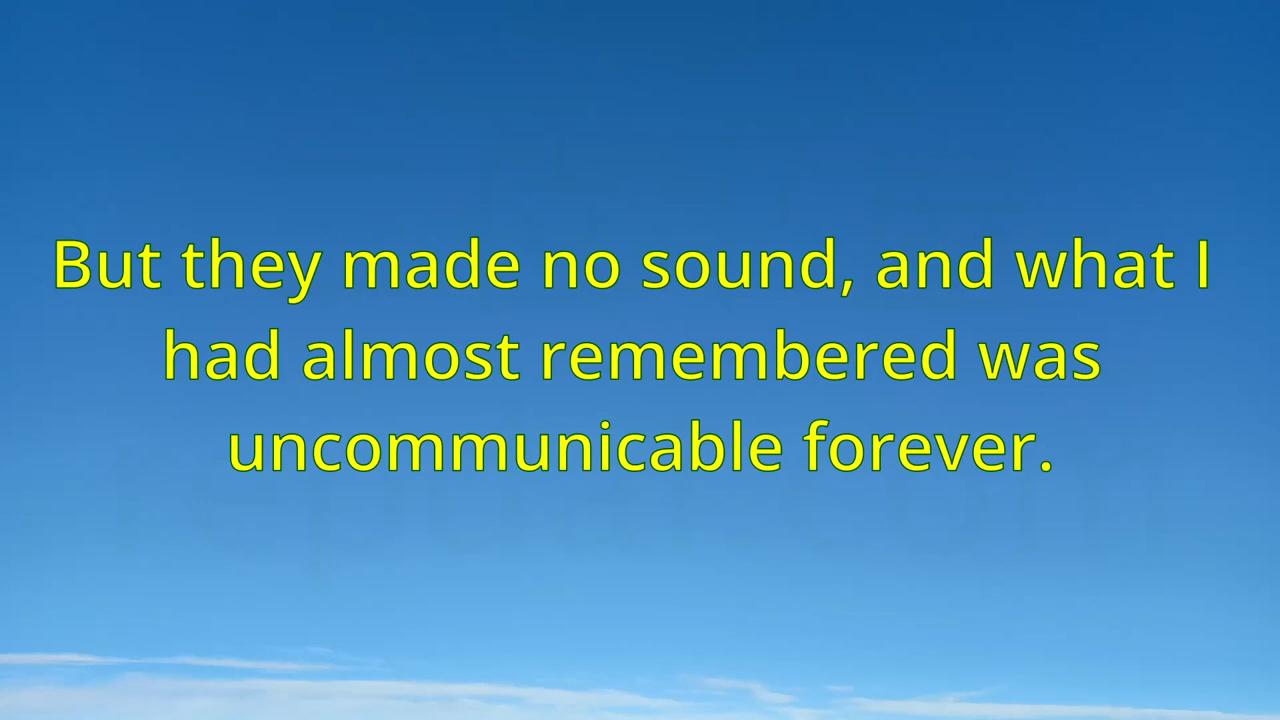 But they made no sound, and what I
had almost remembered was
uncommunicable forever.